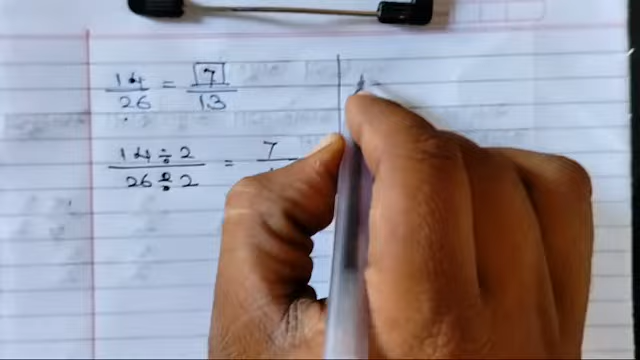 14/26 = 7/13
14÷2/26÷2 = 7/